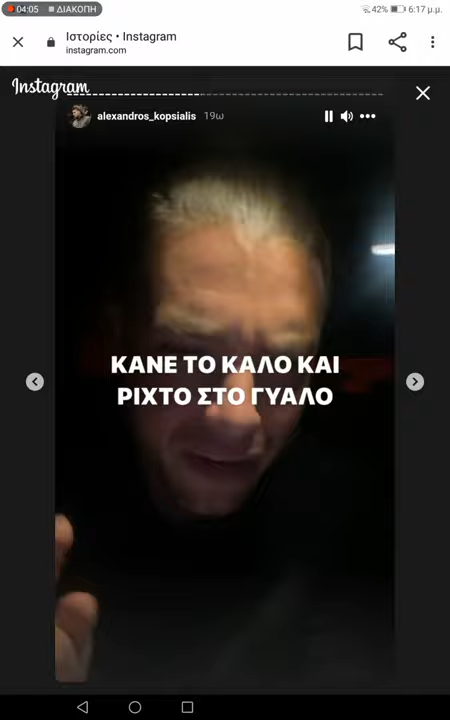 04:05 ΔΙΑΚΟΠΗ
42% 6:17 μ.μ.
Ιστορίες • Instagram
instagram.com
Instagram
alexandros_kopsialis 19ω
ΚΑΝΕ ΤΟ ΚΑΛΟ ΚΑΙ
ΡΙΧΤΟ ΣΤΟ ΓΥΑΛΟ